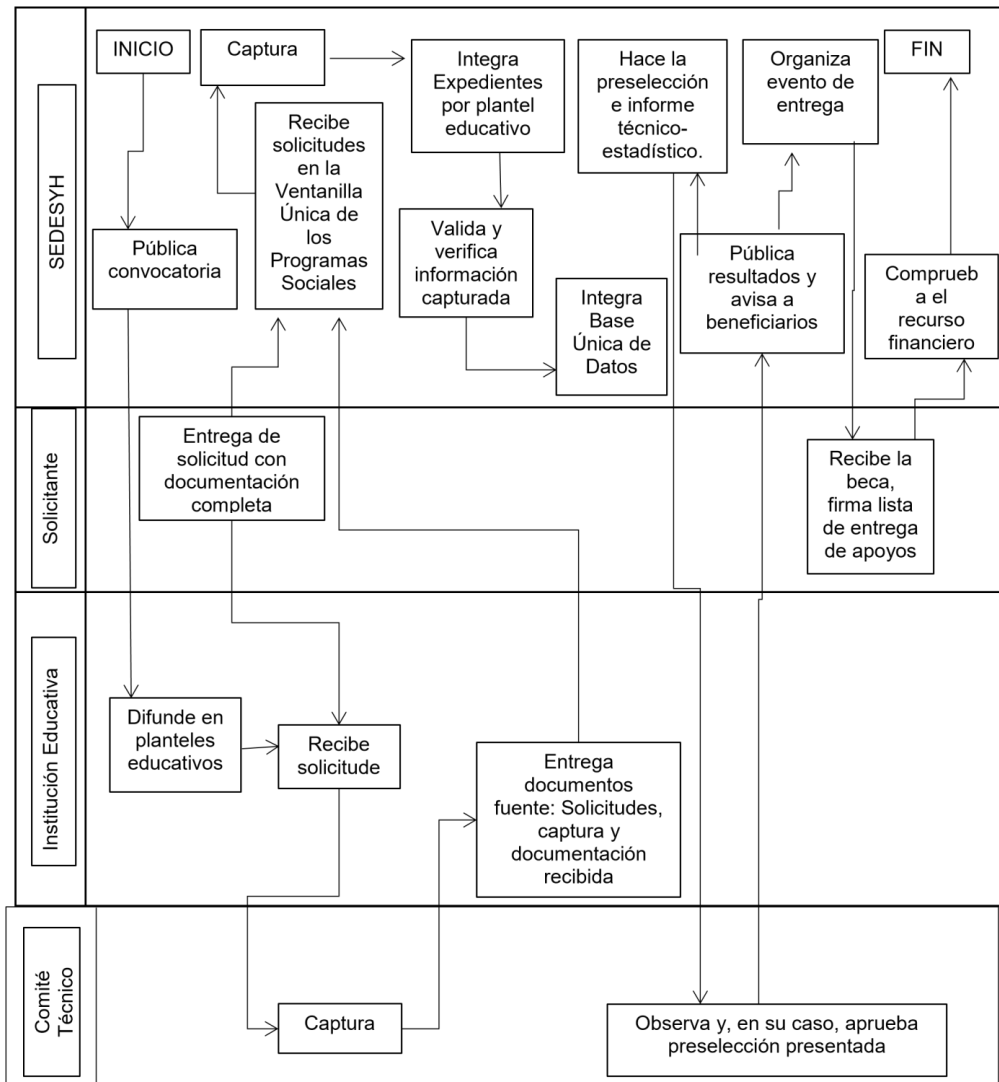 SEDESYH
INICIO
Captura
Integra
Expedientes
por plantel
educativo
Hace la
preselección
e informe
técnico-
estadístico.
Organiza
evento de
entrega
FIN
Recibe
solicitudes
en la
Ventanilla
Única de
los
Programas
Sociales
Pública
convocatoria
Valida y
verifica
información
capturada
Integra
Base
Única de
Datos
Pública
resultados y
avisa a
beneficiarios
Comprueb
a el
recurso
financiero
Solicitante
Entrega de
solicitud con
documentación
completa
Recibe la
beca,
firma lista
de entrega
de apoyos
Institución Educativa
Difunde en
planteles
educativos
Recibe
solicitude
Entrega
documentos
fuente: Solicitudes,
captura y
documentación
recibida
Comité
Técnico
Captura
Observa y, en su caso, aprueba
preselección presentada